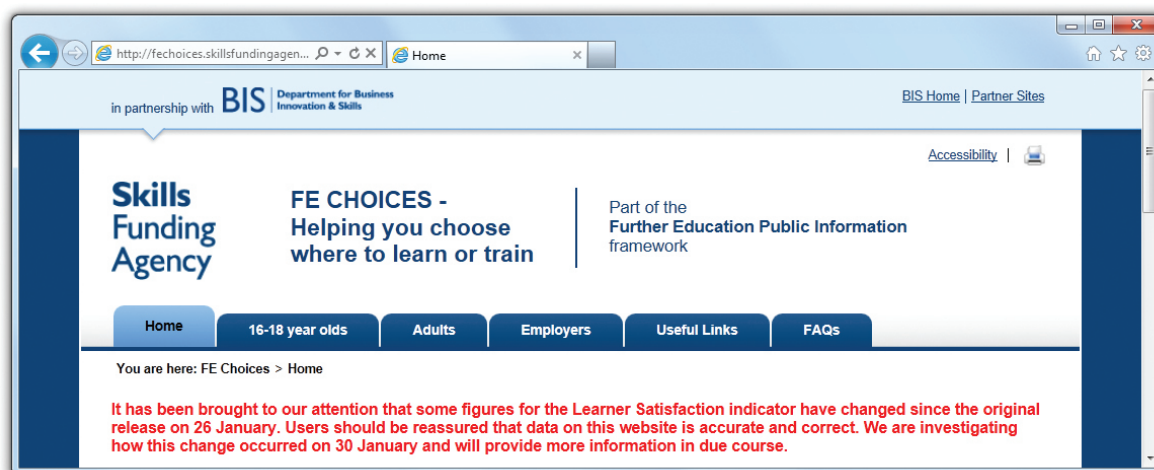 http://fechoices.skillsfundingagen...
Home
in partnership with BIS Department for Business
Innovation & Skills
BIS Home | Partner Sites
Accessibility |
Skills
Funding
Agency
FE CHOICES -
Helping you choose
where to learn or train
Part of the
Further Education Public Information
framework
Home 16-18 year olds Adults Employers Useful Links FAQs
You are here: FE Choices > Home
It has been brought to our attention that some figures for the Learner Satisfaction indicator have changed since the original
release on 26 January. Users should be reassured that data on this website is accurate and correct. We are investigating
how this change occurred on 30 January and will provide more information in due course.